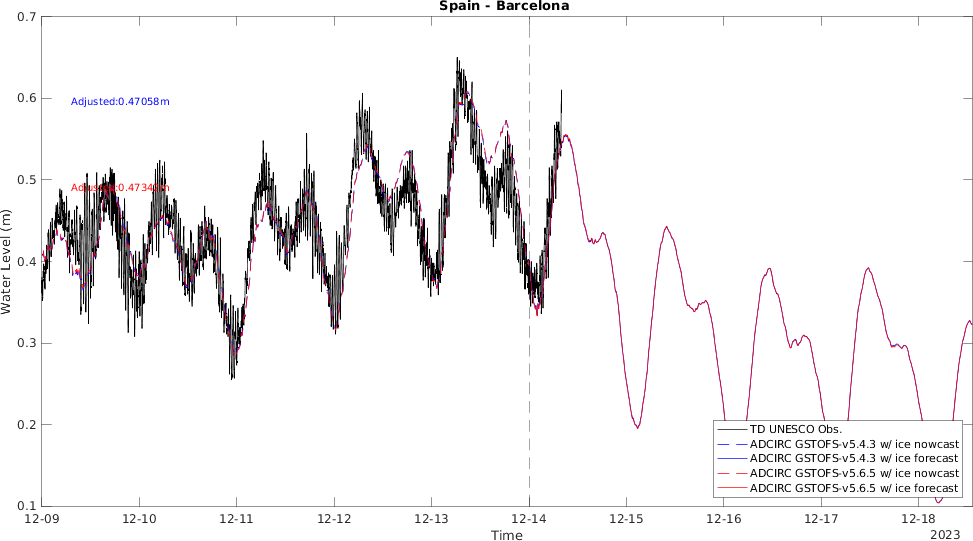 Spain - Barcelona
0.7
0.6
0.5
0.4
0.3
0.2
0.1
Water Level (m)
Adjusted:0.47058m
TD UNESCO Obs.
ADCIRC GSTOFS-v5.4.3 w/ ice nowcast
ADCIRC GSTOFS-v5.4.3 w/ ice forecast
ADCIRC GSTOFS-v5.6.5 w/ ice nowcast
ADCIRC GSTOFS-v5.6.5 w/ ice forecast
12-09 12-10 12-11 12-12 12-13 12-14 12-15 12-16 12-17 12-18
Time
2023